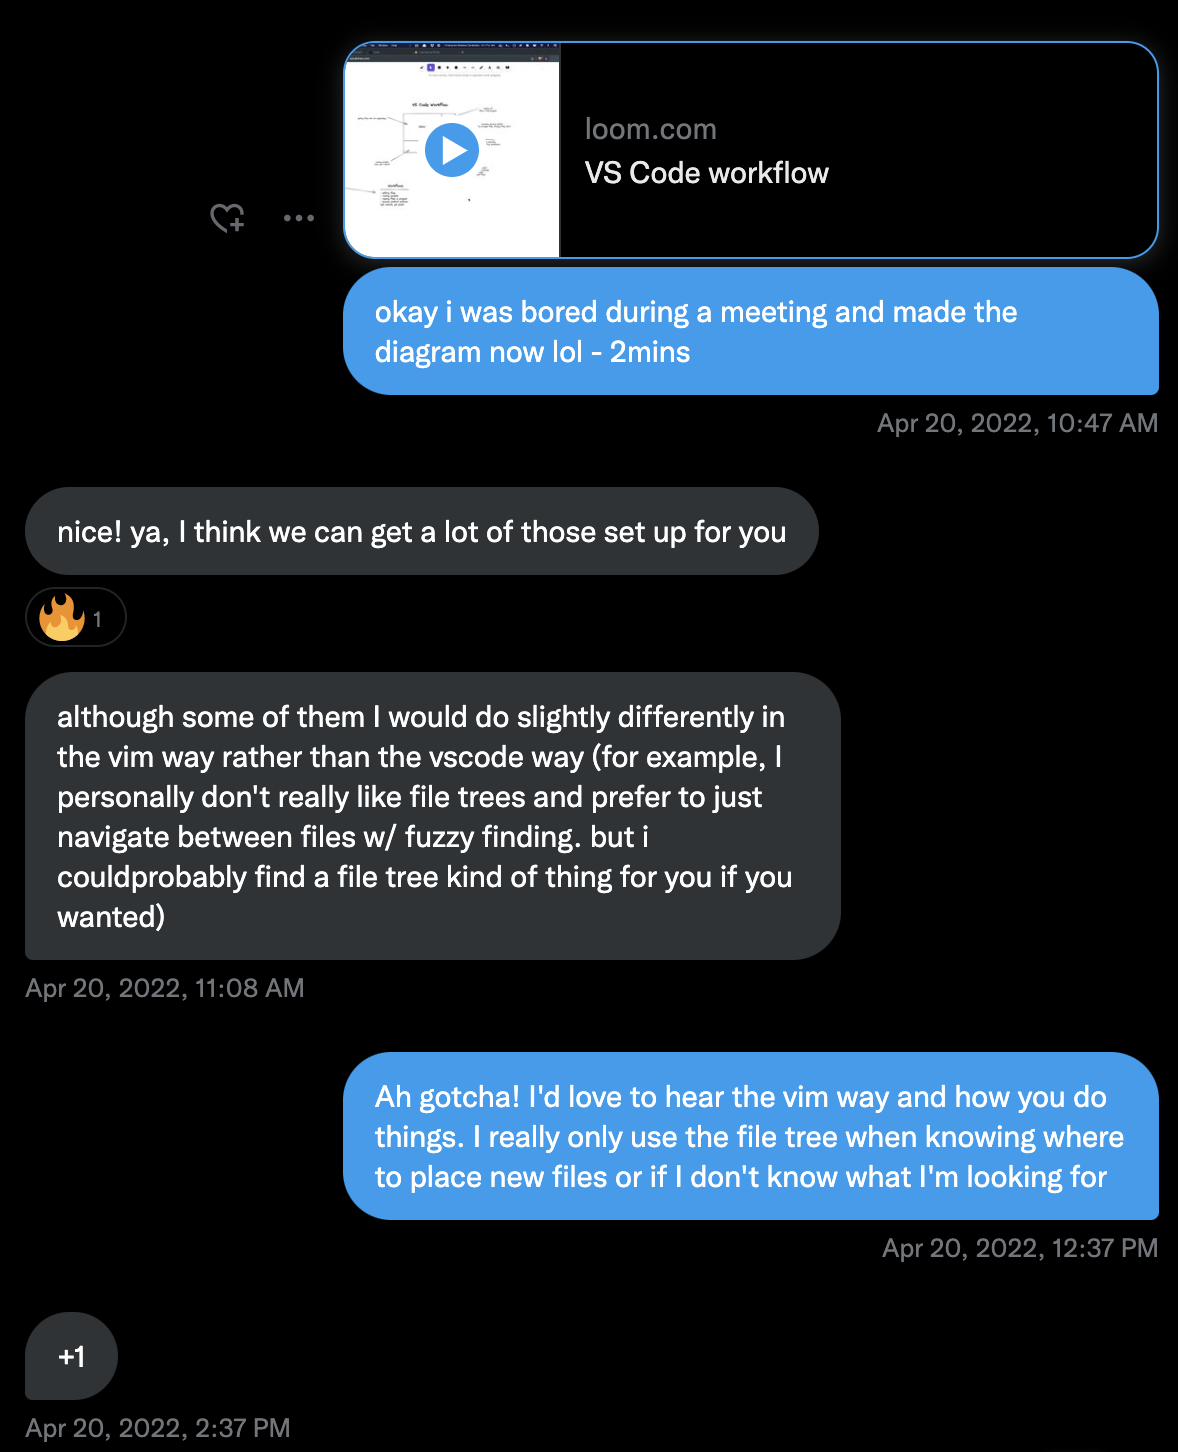 VS Code Workflow
Workflows
loom.com
VS Code workflow
okay i was bored during a meeting and made the
diagram now lol - 2mins
Apr 20, 2022, 10:47 AM
nice! ya, I think we can get a lot of those set up for you
1
although some of them I would do slightly differently in
the vim way rather than the vscode way (for example, I
personally don't really like file trees and prefer to just
navigate between files w/ fuzzy finding. but i
couldprobably find a file tree kind of thing for you if you
wanted)
Apr 20, 2022, 11:08 AM
Ah gotcha! I'd love to hear the vim way and how you do
things. I really only use the file tree when knowing where
to place new files or if I don't know what I'm looking for
Apr 20, 2022, 12:37 PM
+1
Apr 20, 2022, 2:37 PM